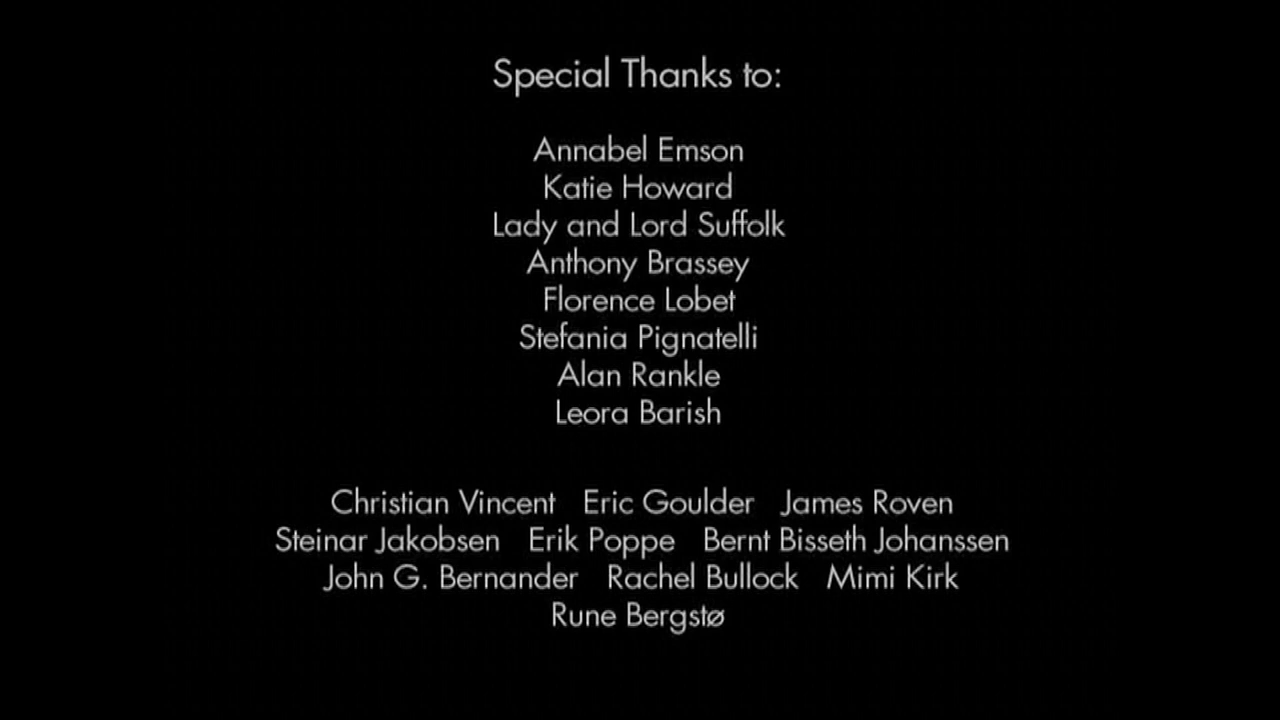 Special Thanks to:
Annabel Emson
Katie Howard
Lady and Lord Suffolk
Anthony Brassey
Florence Lobet
Stefania Pignatelli
Alan Rankle
Leora Barish
Christian Vincent Eric Goulder James Roven
Steinar Jakobsen Erik Poppe Bernt Bisseth Johanssen
John G. Bernander Rachel Bullock Mimi Kirk
Rune Bergstø